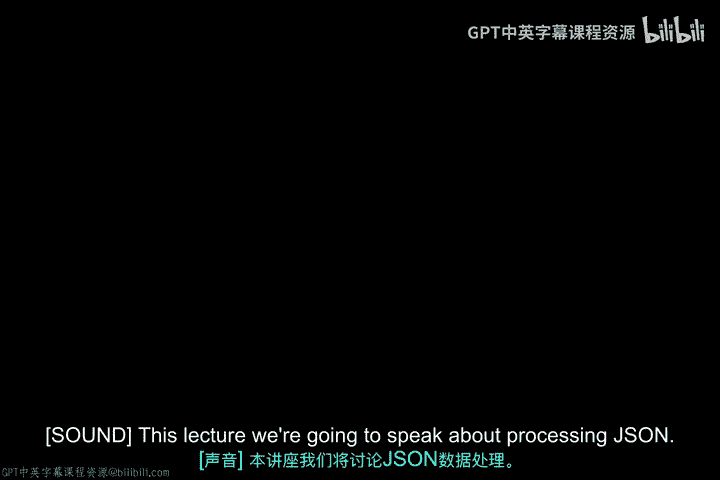 GPT中英字幕课程资源 bilibili
[SOUND] This lecture we're going to speak about processing JSON.
[声音] 本讲座我们将讨论JSON数据处理。
GPT中英字幕课程资源@bilibili.com